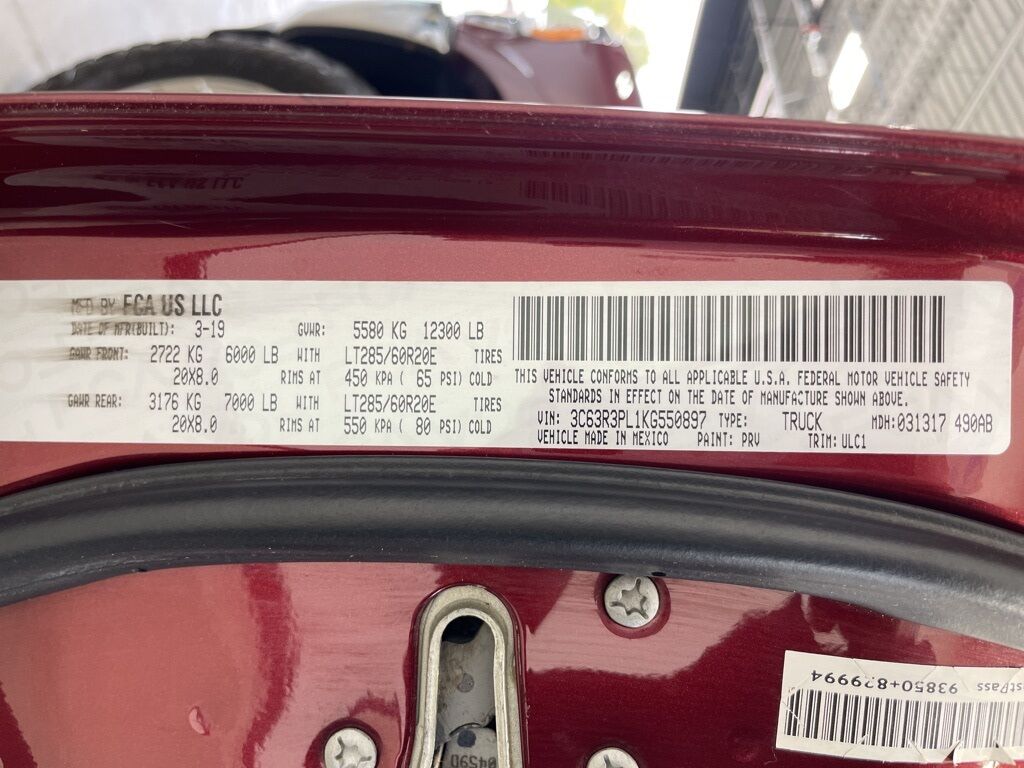 MFD BY FCA US LLC
DATE OF MFR(BUILT): 3-19 GVWR: 5580 KG 12300 LB
GAWR FRONT: 2722 KG 6000 LB WITH LT285/60R20E TIRES
20X8.0 RIMS AT 450 KPA ( 65 PSI) COLD
GAWR REAR: 3176 KG 7000 LB WITH LT285/60R20E TIRES
20X8.0 RIMS AT 550 KPA ( 80 PSI) COLD
THIS VEHICLE CONFORMS TO ALL APPLICABLE U.S.A. FEDERAL MOTOR VEHICLE SAFETY
STANDARDS IN EFFECT ON THE DATE OF MANUFACTURE SHOWN ABOVE.
VIN: 3C63R3PL1KG550897 TYPE: TRUCK MDH:031317 490AB
VEHICLE MADE IN MEXICO PAINT: PRV TRIM: ULC1
93850+829994
0459D